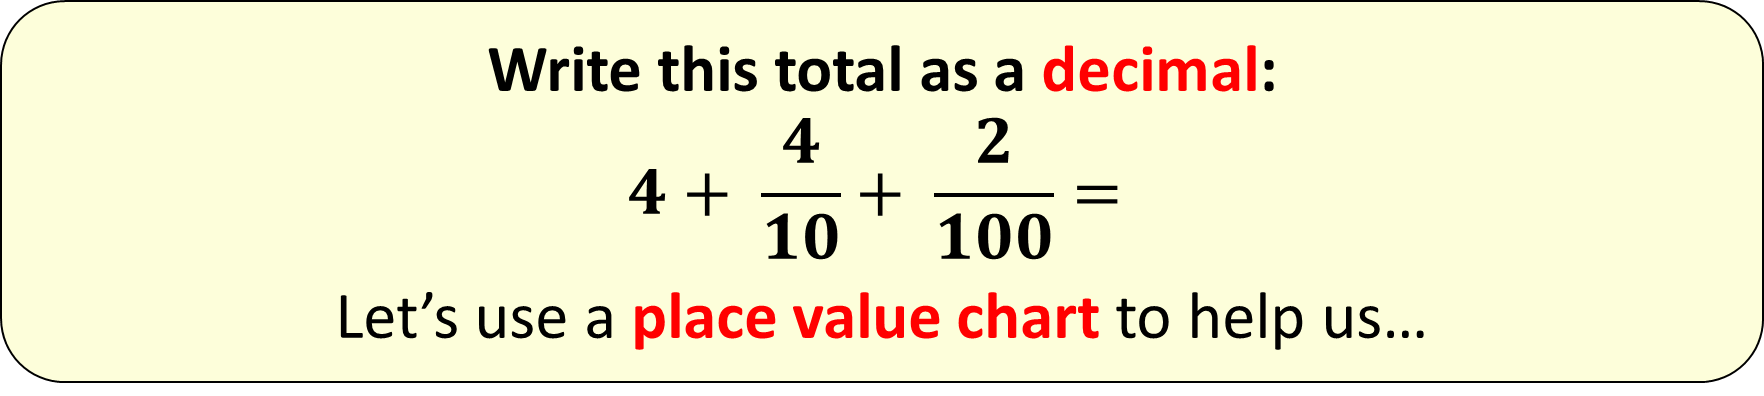 Write this total as a decimal:
4 + 4/10 + 2/100 =
Let’s use a place value chart to help us...